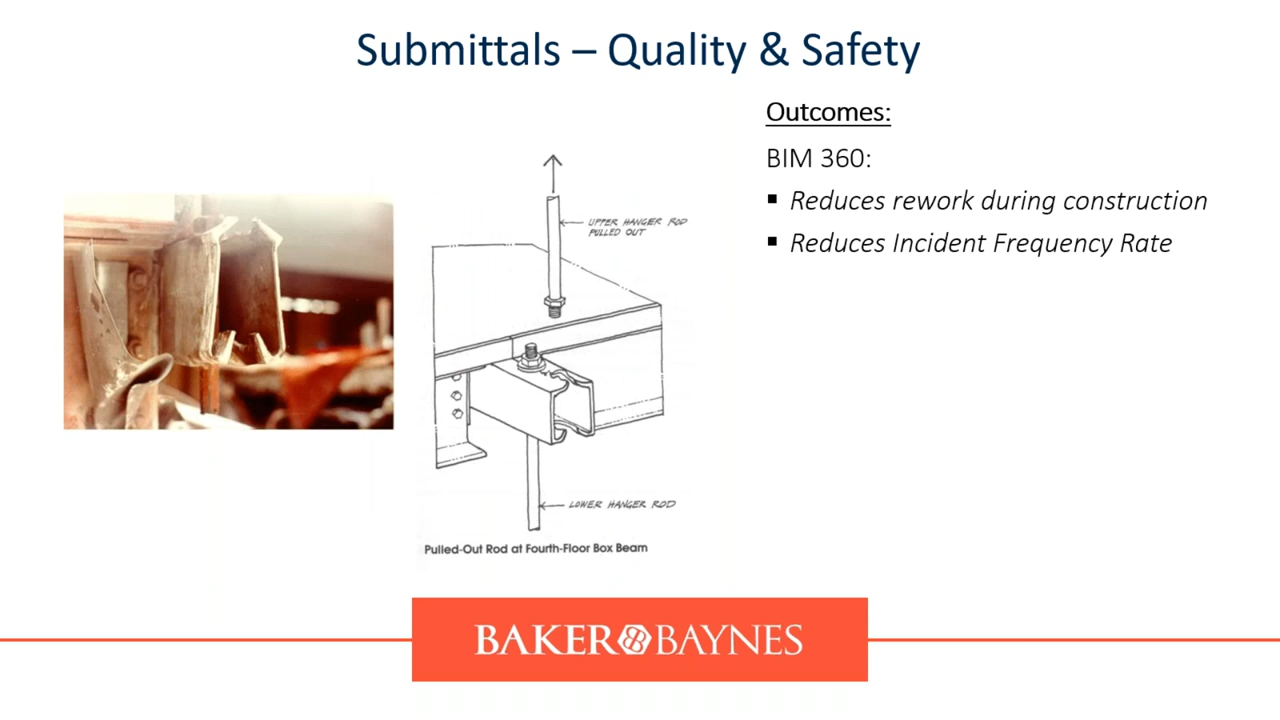 Submittals – Quality & Safety
Outcomes:
BIM 360:
▪ Reduces rework during construction
▪ Reduces Incident Frequency Rate
UPPER HANGER ROD
PULLED OUT
LOWER HANGER ROD
Pulled-Out Rod at Fourth-Floor Box Beam
BAKER BAYNES